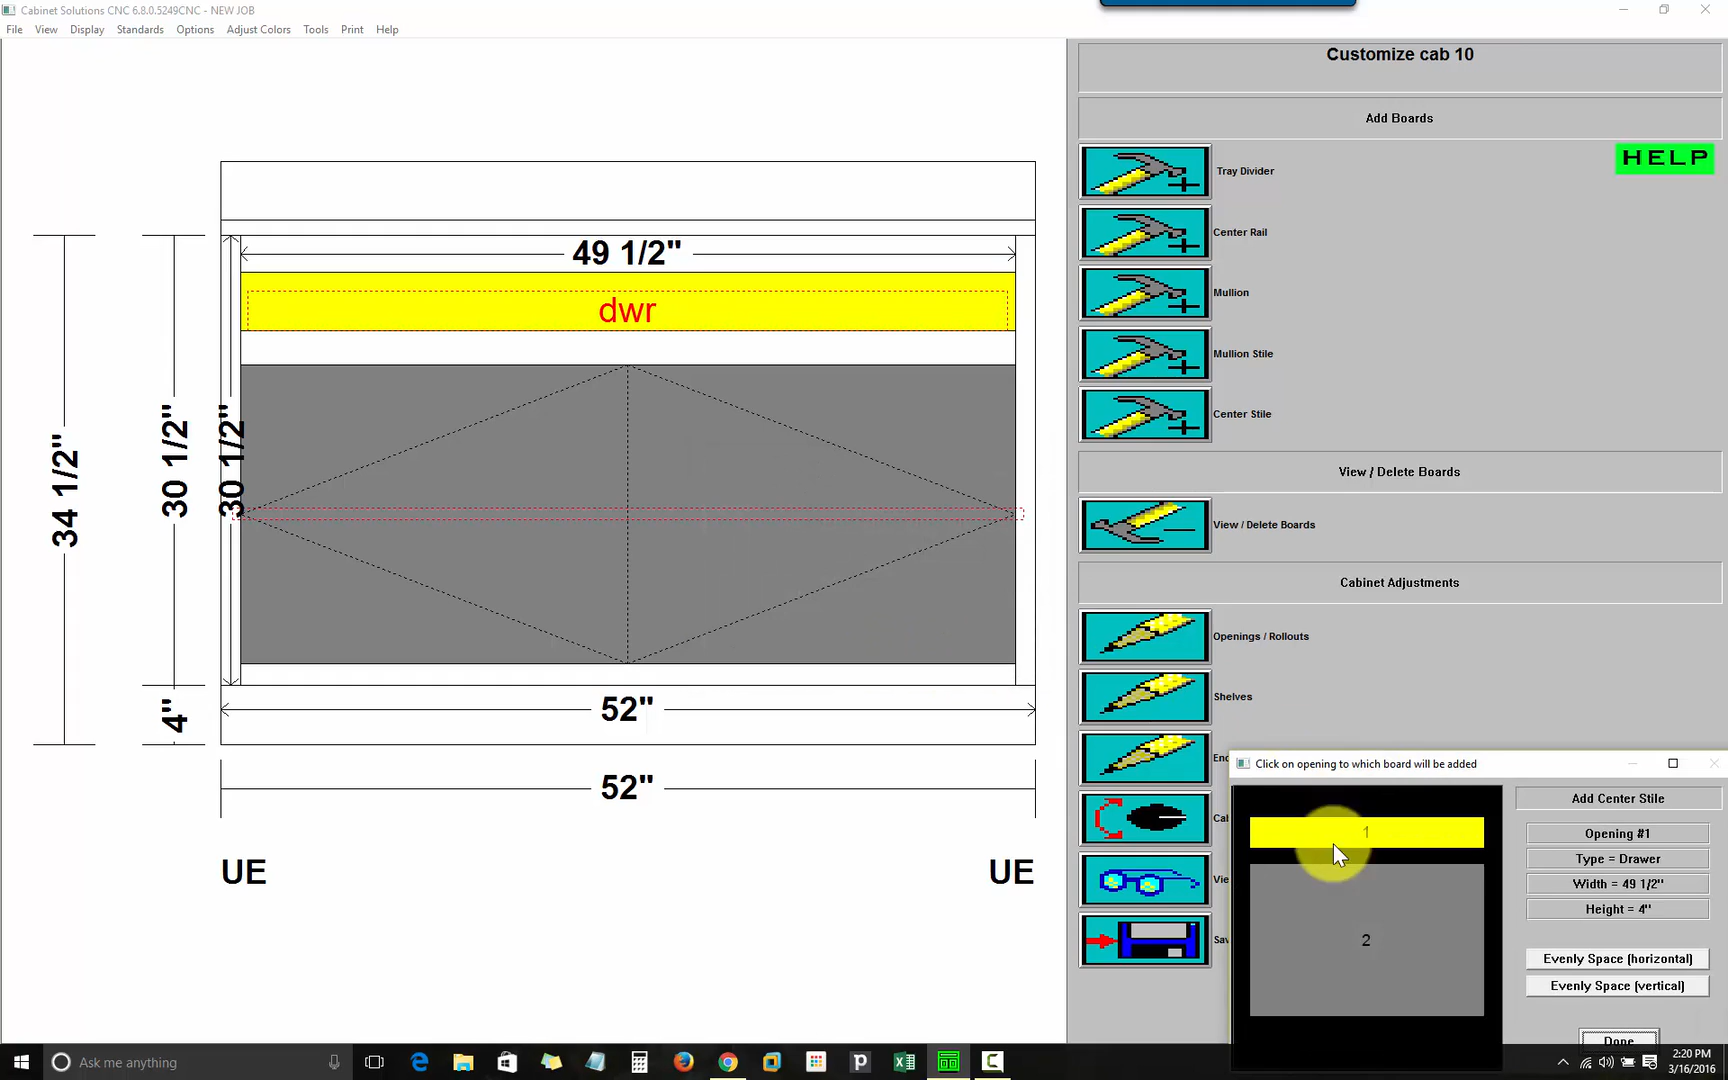 Cabinet Solutions CNC 6.8.0.5249CNC - NEW JOB
File View Display Standards Options Adjust Colors Tools Print Help
Customize cab 10
Add Boards
HELP
Tray Divider
Center Rail
Mullion
Mullion Stile
Center Stile
View / Delete Boards
View / Delete Boards
Cabinet Adjustments
Openings / Rollouts
Shelves
49 1/2"
dwr
34 1/2"
30 1/2"
30 1/2"
4"
52"
52"
UE
UE
Click on opening to which board will be added
1
2
Add Center Stile
Opening #1
Type = Drawer
Width = 49 1/2"
Height = 4"
Evenly Space (horizontal)
Evenly Space (vertical)
Done
Ask me anything
2:20 PM
3/16/2016